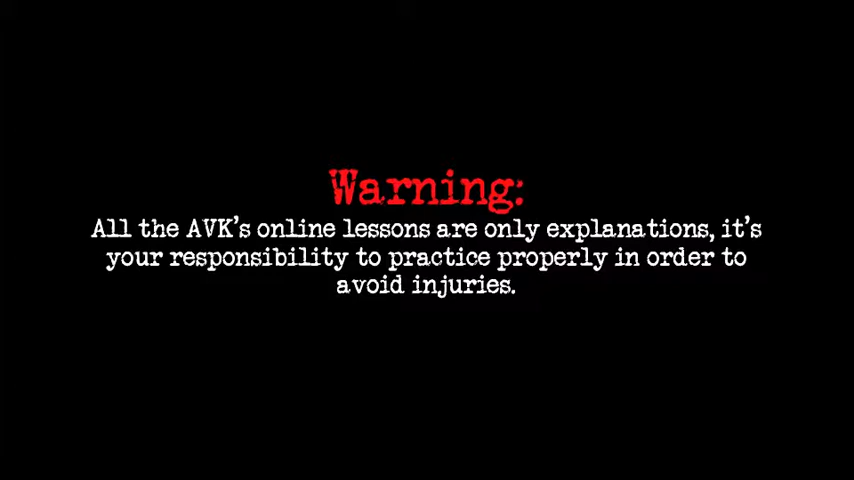 Warning:
All the AVK's online lessons are only explanations, it's
your responsibility to practice properly in order to
avoid injuries.